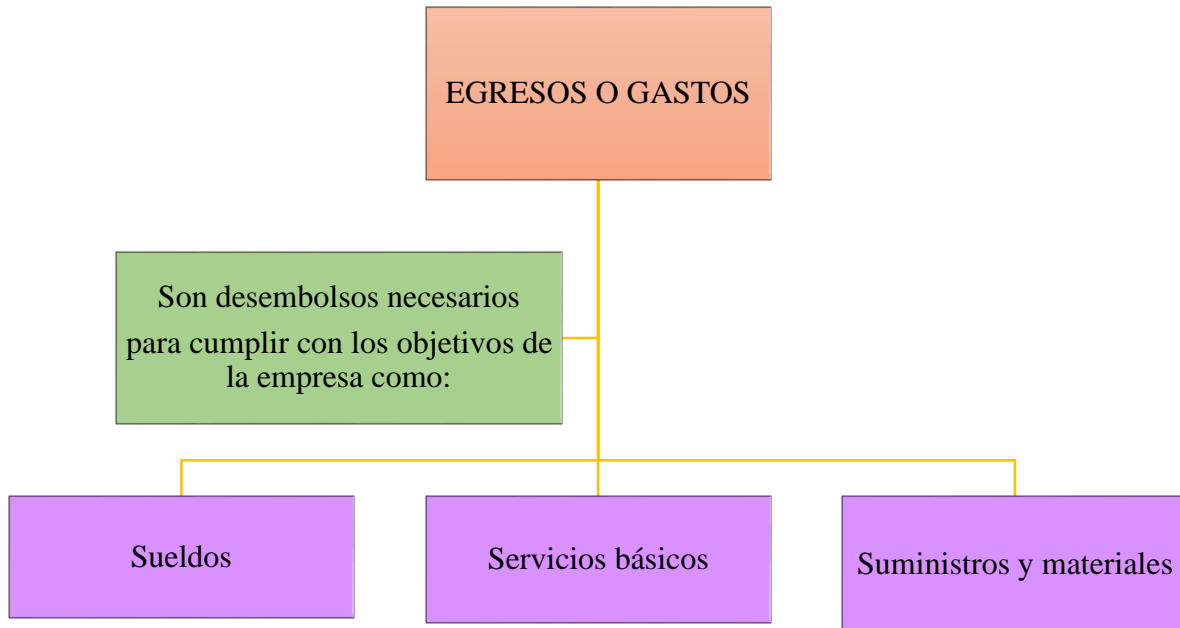 EGRESOS O GASTOS
Son desembolsos necesarios
para cumplir con los objetivos de
la empresa como:
Sueldos
Servicios básicos
Suministros y materiales